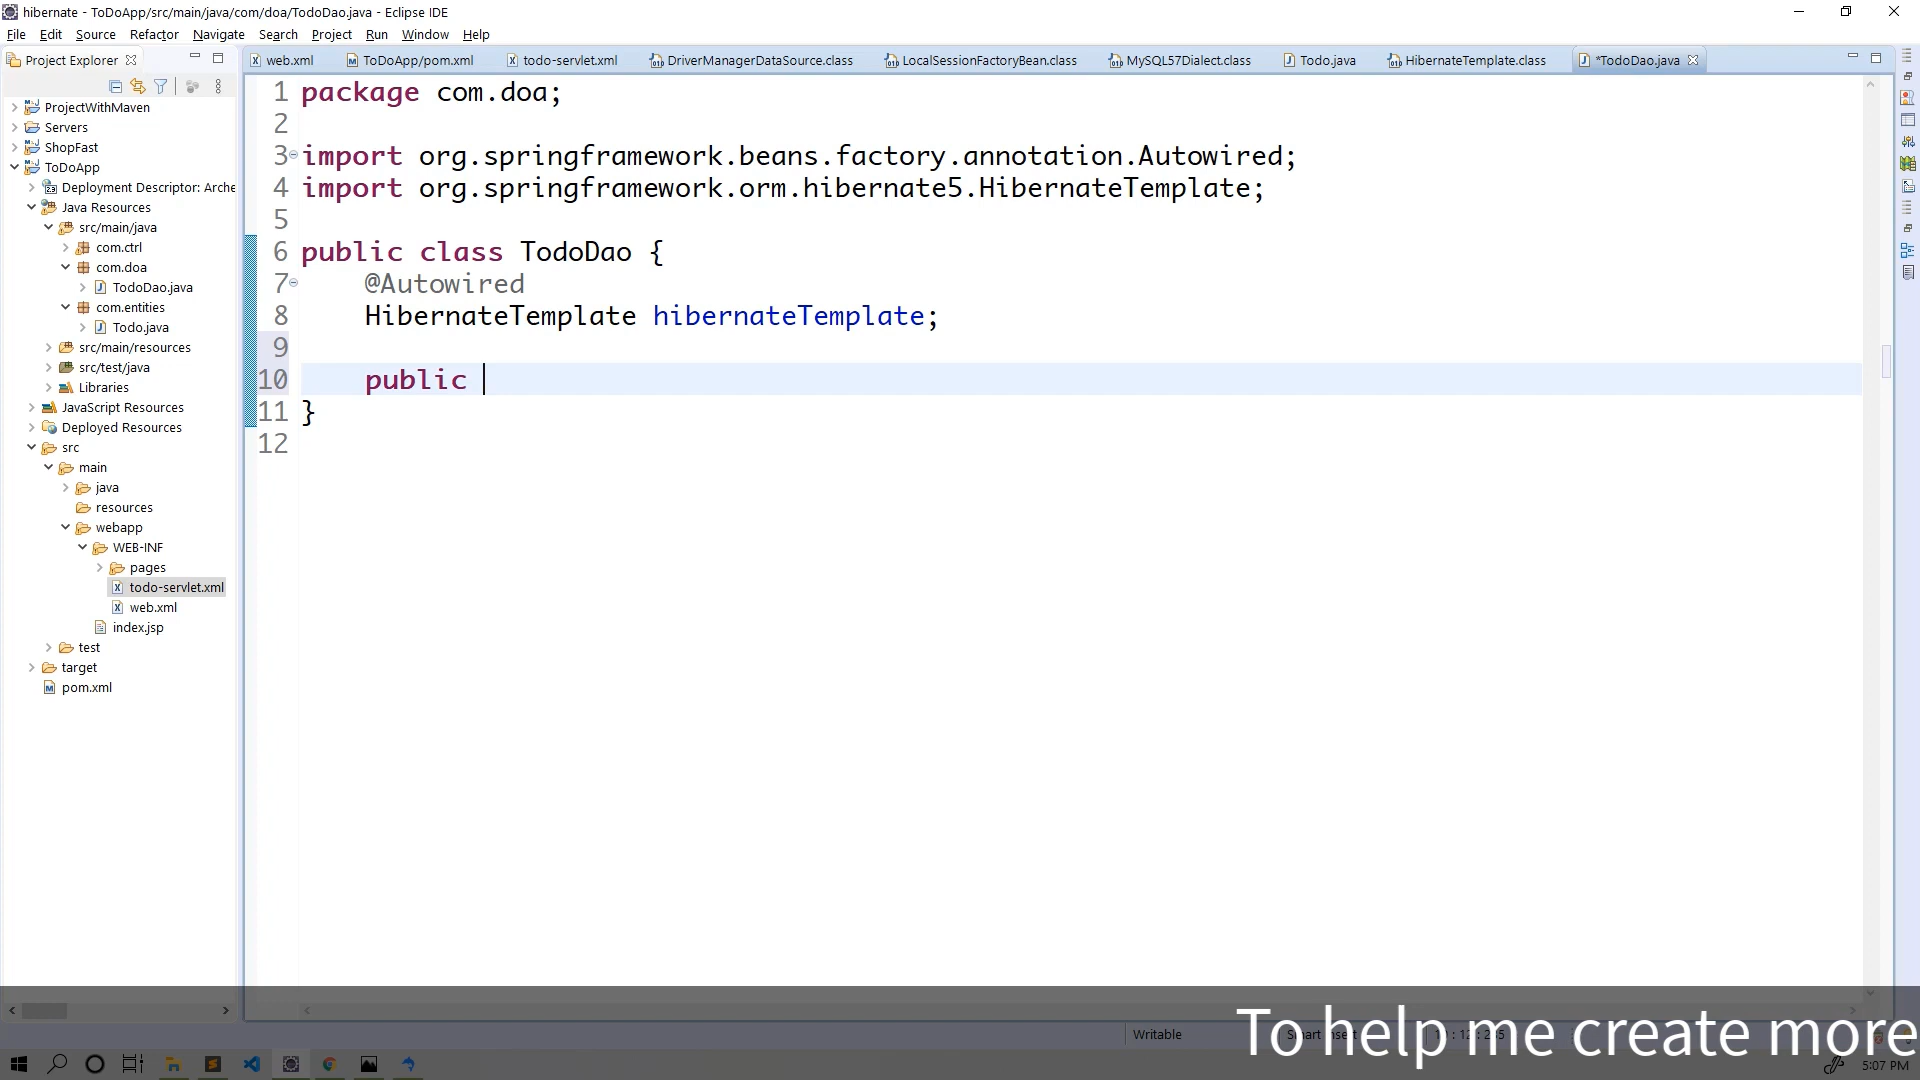 hibernate - ToDoApp/src/main/java/com/doa/TodoDao.java - Eclipse IDE
File Edit Source Refactor Navigate Search Project Run Window Help
Project Explorer
web.xml ToDoApp/pom.xml todo-servlet.xml DriverManagerDataSource.class LocalSessionFactoryBean.class MySQL57Dialect.class Todo.java HibernateTemplate.class *TodoDao.java
ProjectWithMaven
Servers
ShopFast
ToDoApp
Deployment Descriptor: Arche
Java Resources
src/main/java
com.ctrl
com.doa
TodoDao.java
com.entities
Todo.java
src/main/resources
src/test/java
Libraries
JavaScript Resources
Deployed Resources
src
main
java
resources
webapp
WEB-INF
pages
todo-servlet.xml
web.xml
index.jsp
test
target
pom.xml
1 package com.doa;
2
3 import org.springframework.beans.factory.annotation.Autowired;
4 import org.springframework.orm.hibernate5.HibernateTemplate;
5
6 public class TodoDao {
7 @Autowired
8 HibernateTemplate hibernateTemplate;
9
10 public
11 }
12
Writable
To help me create more
5:07 PM